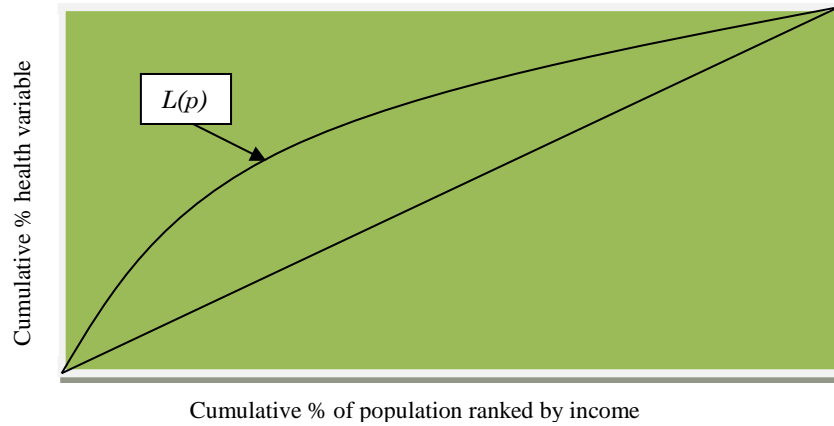 L(p)
Cumulative % health variable
Cumulative % of population ranked by income